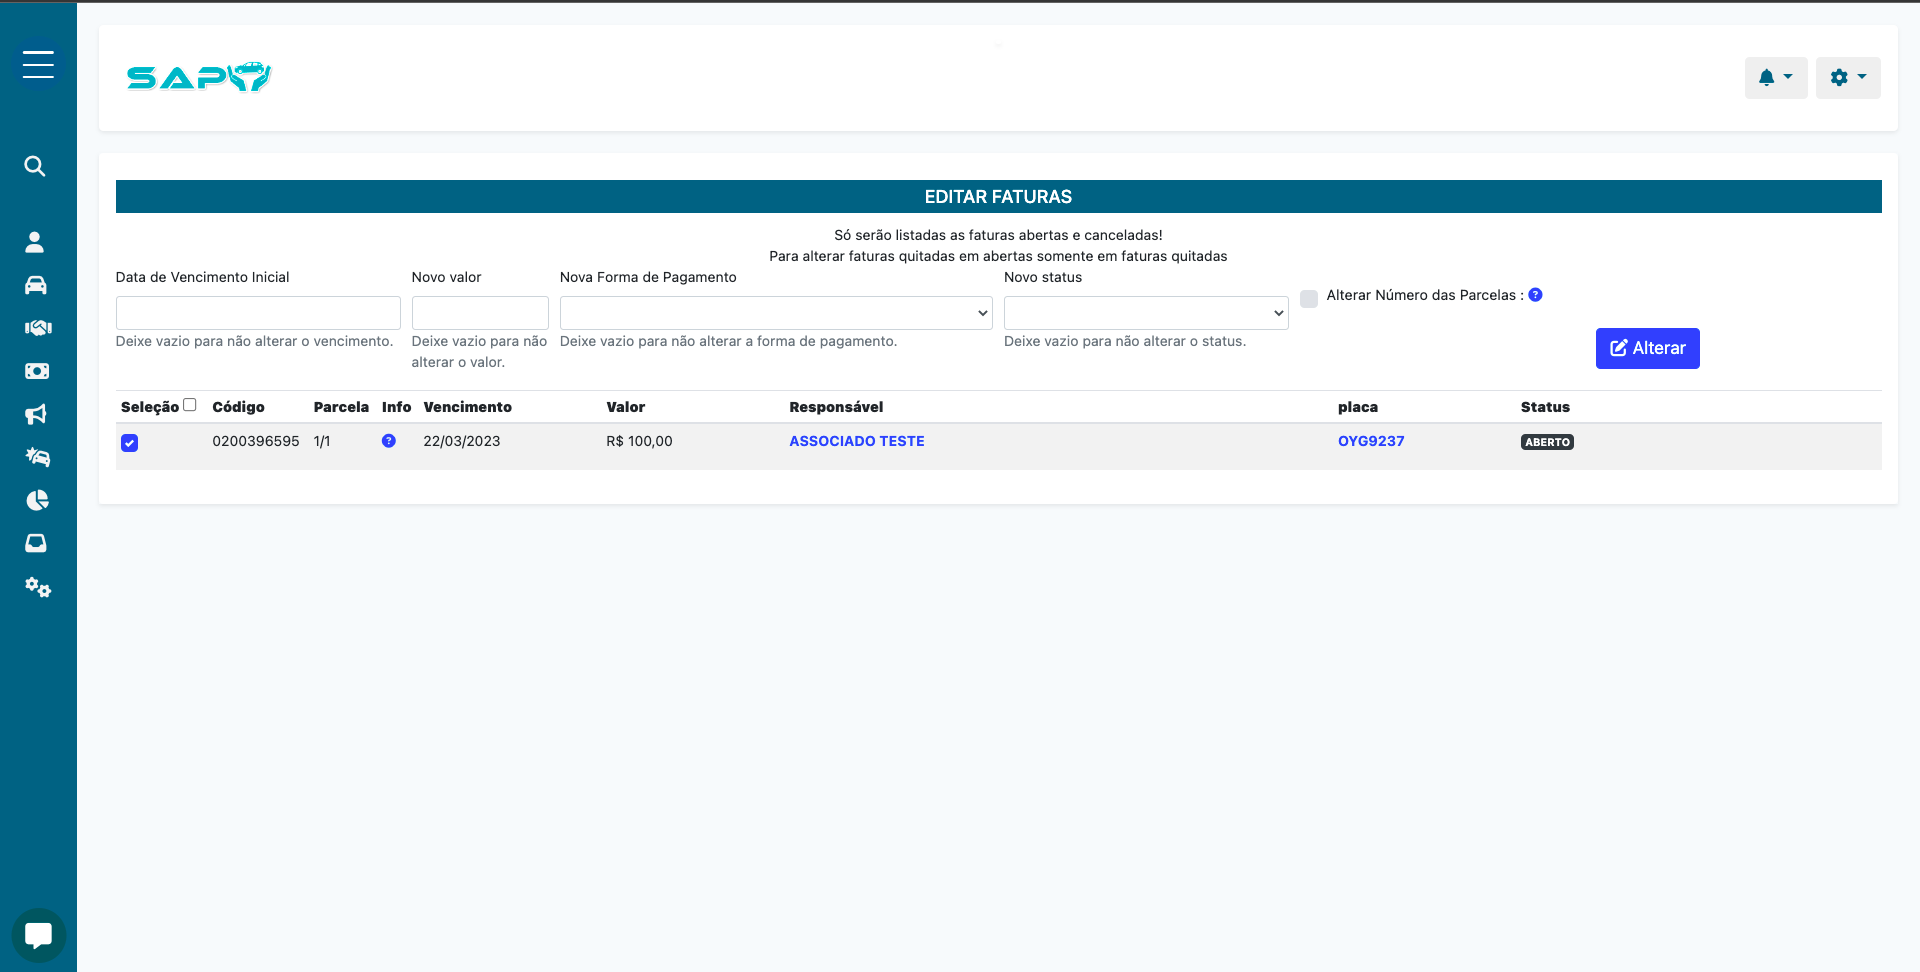 SAPY
EDITAR FATURAS
Só serão listadas as faturas abertas e canceladas!
Para alterar faturas quitadas em abertas somente em faturas quitadas
Data de Vencimento Inicial
Deixe vazio para não alterar o vencimento.
Novo valor
Deixe vazio para não
alterar o valor.
Nova Forma de Pagamento
Deixe vazio para não alterar a forma de pagamento.
Novo status
Deixe vazio para não alterar o status.
Alterar Número das Parcelas :
Alterar
Seleção Código Parcela Info Vencimento Valor Responsável placa Status
0200396595 1/1 22/03/2023 R$ 100,00 ASSOCIADO TESTE OYG9237 ABERTO